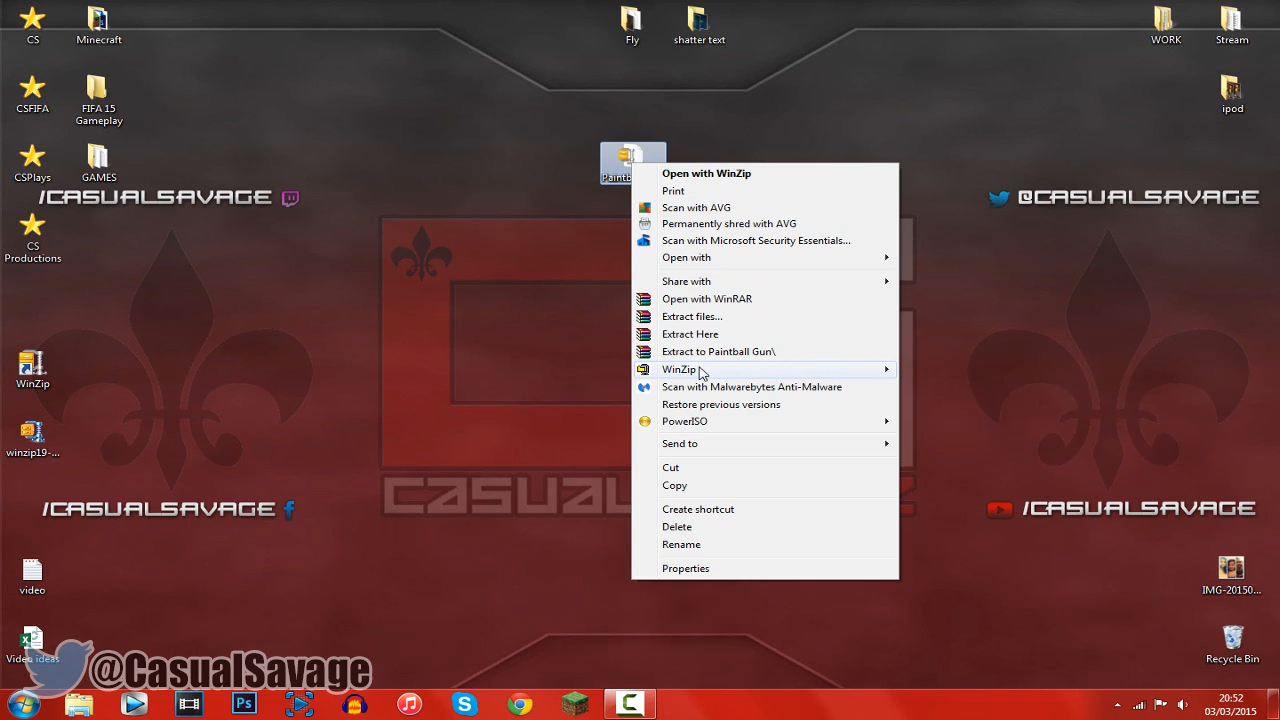 CS
Minecraft
Fly
shatter text
WORK
Stream
CSFIFA
FIFA 15
Gameplay
ipod
CSPlays
GAMES
/CASUALSAVAGE
@CASUALSAVAGE
CS
Productions
Open with WinZip
Print
Scan with AVG
Permanently shred with AVG
Scan with Microsoft Security Essentials...
Open with
Share with
Open with WinRAR
Extract files...
Extract Here
Extract to Paintball Gun\
WinZip
Scan with Malwarebytes Anti-Malware
Restore previous versions
PowerISO
Send to
Cut
Copy
Create shortcut
Delete
Rename
Properties
WinZip
winzip19-...
/CASUALSAVAGE
/CASUALSAVAGE
video
IMG-20150...
Video ideas
Recycle Bin
@CasualSavage
Ps
20:52
03/03/2015